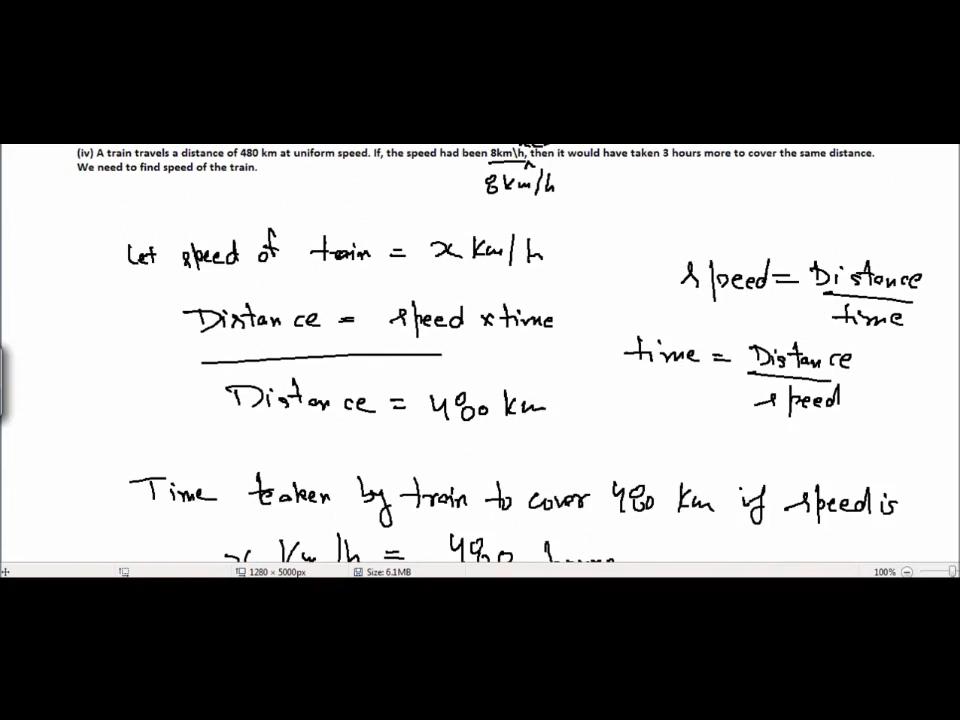 (iv) A train travels a distance of 480 km at uniform speed. If, the speed had been 8km\h, then it would have taken 3 hours more to cover the same distance.
We need to find speed of the train.
8km/h
Let speed of train = x km/h
Distance = speed x time
Distance = 480 km
speed = Distance
time
time = Distance
speed
Time taken by train to cover 480 km if speed is
x km/h = 480 hours
1280 × 5000px
Size: 6.1MB
100%